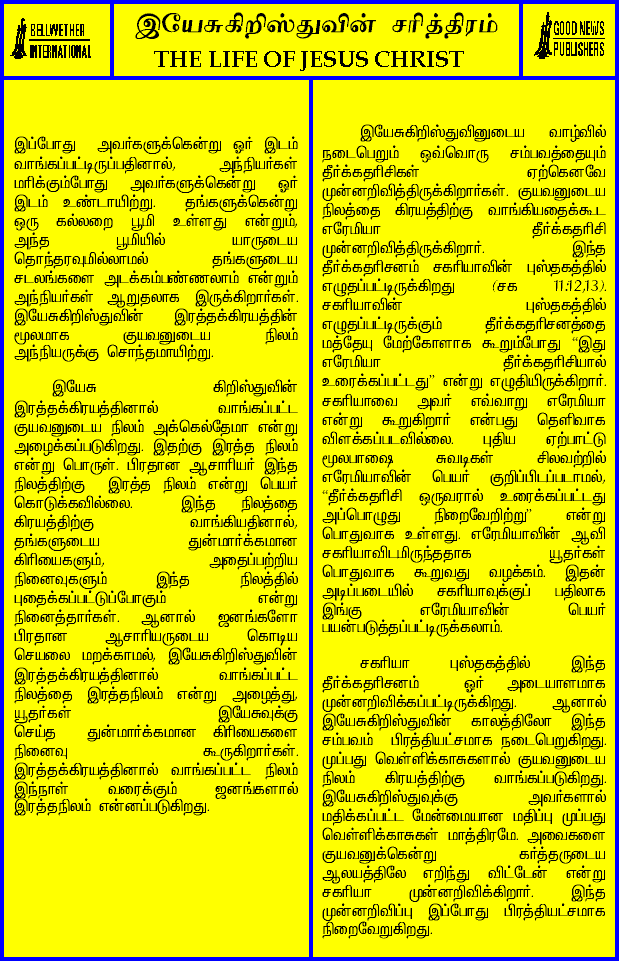 BELLWETHER
INTERNATIONAL
இயேசுகிறிஸ்துவின் சரித்திரம்
THE LIFE OF JESUS CHRIST
GOOD NEWS
PUBLISHERS
இப்போது அவர்களுக்கென்று ஓர் இடம்
வாங்கப்பட்டிருப்பதினால், அந்நியர்கள்
மரிக்கும்போது அவர்களுக்கென்று ஓர்
இடம் உண்டாயிற்று. தங்களுக்கென்று
ஒரு கல்லறை பூமி உள்ளது என்றும்,
அந்த பூமியில் யாருடைய
தொந்தரவுமில்லாமல் தங்களுடைய
சடலங்களை அடக்கம்பண்ணலாம் என்றும்
அந்நியர்கள் ஆறுதலாக இருக்கிறார்கள்.
இயேசுகிறிஸ்துவின் இரத்தக்கிரயத்தின்
மூலமாக குயவனுடைய நிலம்
அந்நியருக்கு சொந்தமாயிற்று.
இயேசு கிறிஸ்துவின்
இரத்தக்கிரயத்தினால் வாங்கப்பட்ட
குயவனுடைய நிலம் அக்கெல்தேமா என்று
அழைக்கப்படுகிறது. இதற்கு இரத்த நிலம்
என்று பொருள். பிரதான ஆசாரியர் இந்த
நிலத்திற்கு இரத்த நிலம் என்று பெயர்
கொடுக்கவில்லை. இந்த நிலத்தை
கிரயத்திற்கு வாங்கியதினால்,
தங்களுடைய துன்மார்க்கமான
கிரியைகளும், அதைப்பற்றிய
நினைவுகளும் இந்த நிலத்தில்
புதைக்கப்பட்டுப்போகும் என்று
நினைத்தார்கள். ஆனால் ஜனங்களோ
பிரதான ஆசாரியருடைய கொடிய
செயலை மறக்காமல், இயேசுகிறிஸ்துவின்
இரத்தக்கிரயத்தினால் வாங்கப்பட்ட
நிலத்தை இரத்தநிலம் என்று அழைத்து,
யூதர்கள் இயேசுவுக்கு
செய்த துன்மார்க்கமான கிரியைகளை
நினைவு கூருகிறார்கள்.
இரத்தக்கிரயத்தினால் வாங்கப்பட்ட நிலம்
இந்நாள் வரைக்கும் ஜனங்களால்
இரத்தநிலம் என்னப்படுகிறது.
இயேசுகிறிஸ்துவினுடைய வாழ்வில்
நடைபெறும் ஒவ்வொரு சம்பவத்தையும்
தீர்க்கதரிசிகள் ஏற்கெனவே
முன்னறிவித்திருக்கிறார்கள். குயவனுடைய
நிலத்தை கிரயத்திற்கு வாங்கியதைக்கூட
எரேமியா தீர்க்கதரிசி
முன்னறிவித்திருக்கிறார். இந்த
தீர்க்கதரிசனம் சகரியாவின் புஸ்தகத்தில்
எழுதப்பட்டிருக்கிறது (சக 11:12,13).
சகரியாவின் புஸ்தகத்தில்
எழுதப்பட்டிருக்கும் தீர்க்கதரிசனத்தை
மத்தேயு மேற்கோளாக கூறும்போது “இது
எரேமியா தீர்க்கதரிசியால்
உரைக்கப்பட்டது” என்று எழுதியிருக்கிறார்.
சகரியாவை அவர் எவ்வாறு எரேமியா
என்று கூறுகிறார் என்பது தெளிவாக
விளக்கப்படவில்லை. புதிய ஏற்பாட்டு
மூலபாஷை சுவடிகள் சிலவற்றில்
எரேமியாவின் பெயர் குறிப்பிடப்படாமல்,
“தீர்க்கதரிசி ஒருவரால் உரைக்கப்பட்டது
அப்பொழுது நிறைவேறிற்று” என்று
பொதுவாக உள்ளது. எரேமியாவின் ஆவி
சகரியாவிடமிருந்ததாக யூதர்கள்
பொதுவாக கூறுவது வழக்கம். இதன்
அடிப்படையில் சகரியாவுக்குப் பதிலாக
இங்கு எரேமியாவின் பெயர்
பயன்படுத்தப்பட்டிருக்கலாம்.
சகரியா புஸ்தகத்தில் இந்த
தீர்க்கதரிசனம் ஓர் அடையாளமாக
முன்னறிவிக்கப்பட்டிருக்கிறது. ஆனால்
இயேசுகிறிஸ்துவின் காலத்திலோ இந்த
சம்பவம் பிரத்தியட்சமாக நடைபெறுகிறது.
முப்பது வெள்ளிக்காசுகளால் குயவனுடைய
நிலம் கிரயத்திற்கு வாங்கப்படுகிறது.
இயேசுகிறிஸ்துவுக்கு அவர்களால்
மதிக்கப்பட்ட மேன்மையான மதிப்பு முப்பது
வெள்ளிக்காசுகள் மாத்திரமே. அவைகளை
குயவனுக்கென்று கர்த்தருடைய
ஆலயத்திலே எறிந்து விட்டேன் என்று
சகரியா முன்னறிவிக்கிறார். இந்த
முன்னறிவிப்பு இப்போது பிரத்தியட்சமாக
நிறைவேறுகிறது.